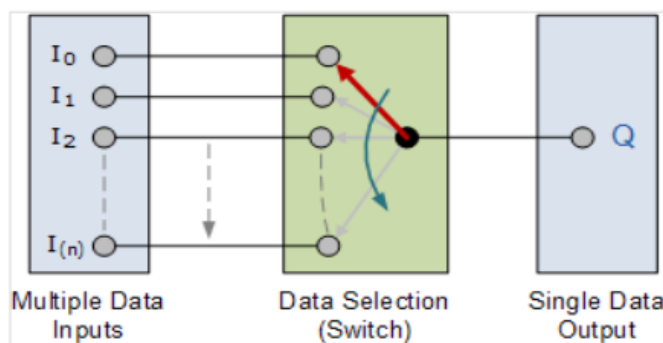 I0
I1
I2
I(n)
Q
Multiple Data
Inputs
Data Selection
(Switch)
Single Data
Output